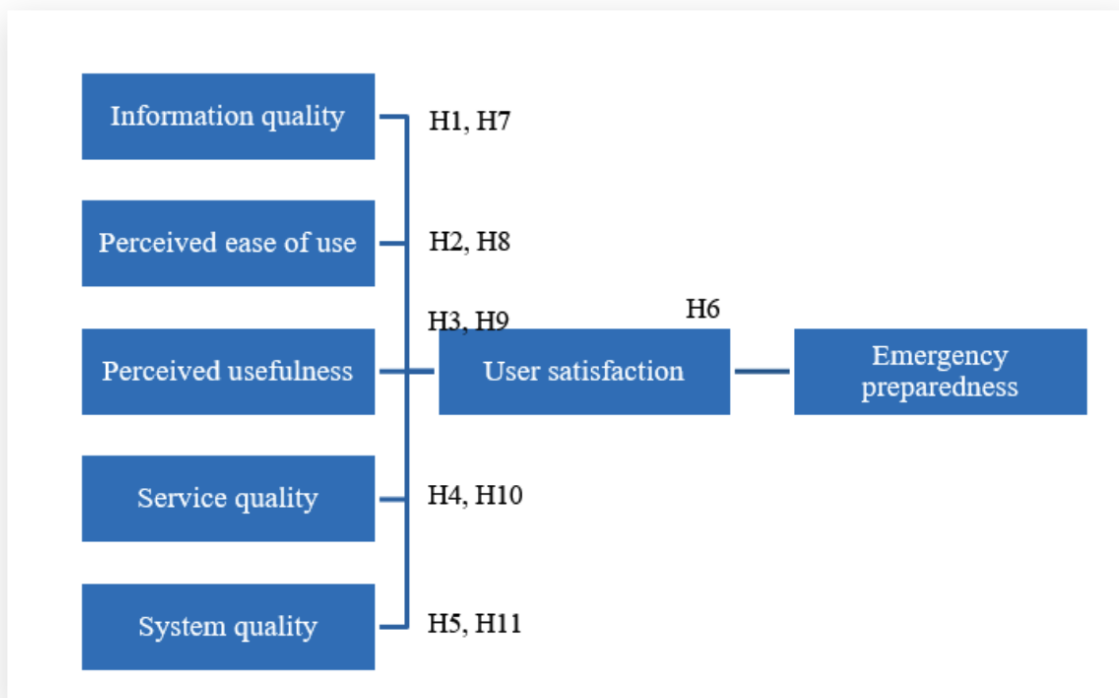 Information quality
H1, H7
Perceived ease of use
H2, H8
H3, H9
H6
Perceived usefulness
User satisfaction
Emergency
preparedness
Service quality
H4, H10
System quality
H5, H11